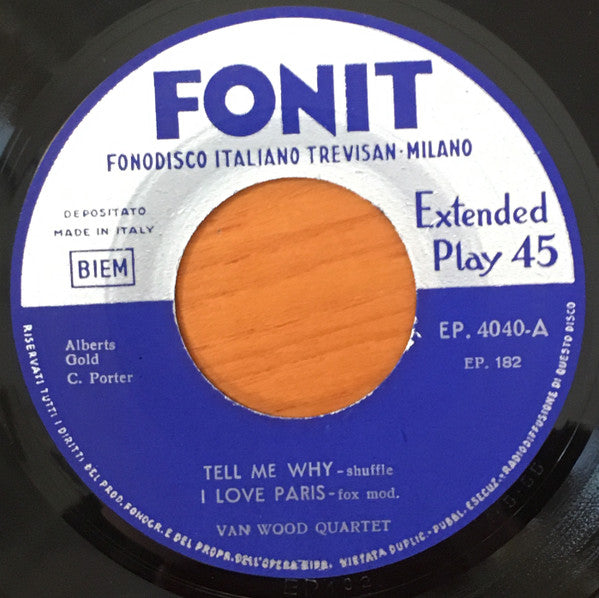 FONIT
FONODISCO ITALIANO TREVISAN·MILANO
DEPOSITATO
MADE IN ITALY
BIEM
Extended
Play 45
EP. 4040-A
EP. 182
Alberts
Gold
C. Porter
TELL ME WHY-shuffle
I LOVE PARIS-fox mod.
VAN WOOD QUARTET
RISERVATI TUTTI I DIRITTI DEL PROD. FONOGR. E DEL PROPR. DELL'OPERA RIPR. VIETATA DUPLIC.-PUBBL. ESECUZ.-RADIODIFFUSIONE DI QUESTO DISCO